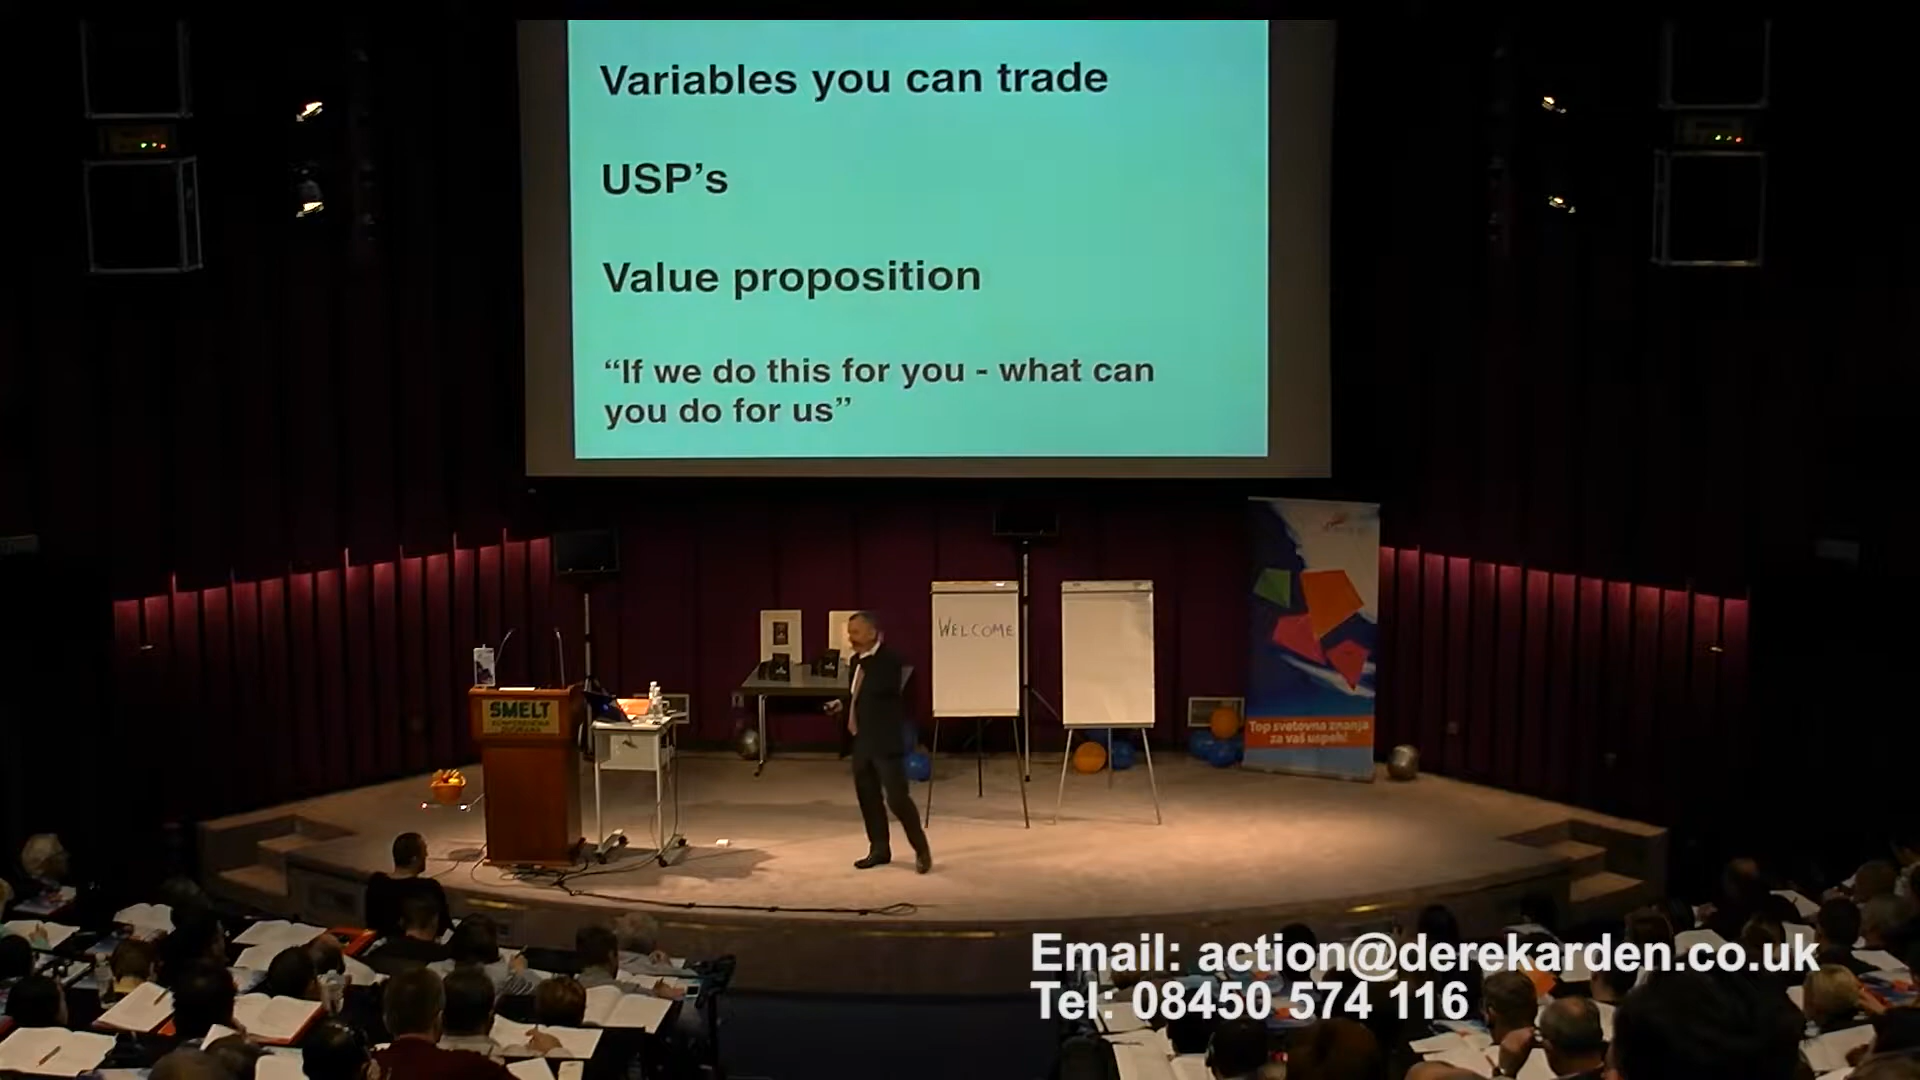 Variables you can trade
USP’s
Value proposition
“If we do this for you - what can
you do for us”
WELCOME
SMELT
Top svetovna znanja
za vaš uspeh!
Email: action@derekarden.co.uk
Tel: 08450 574 116